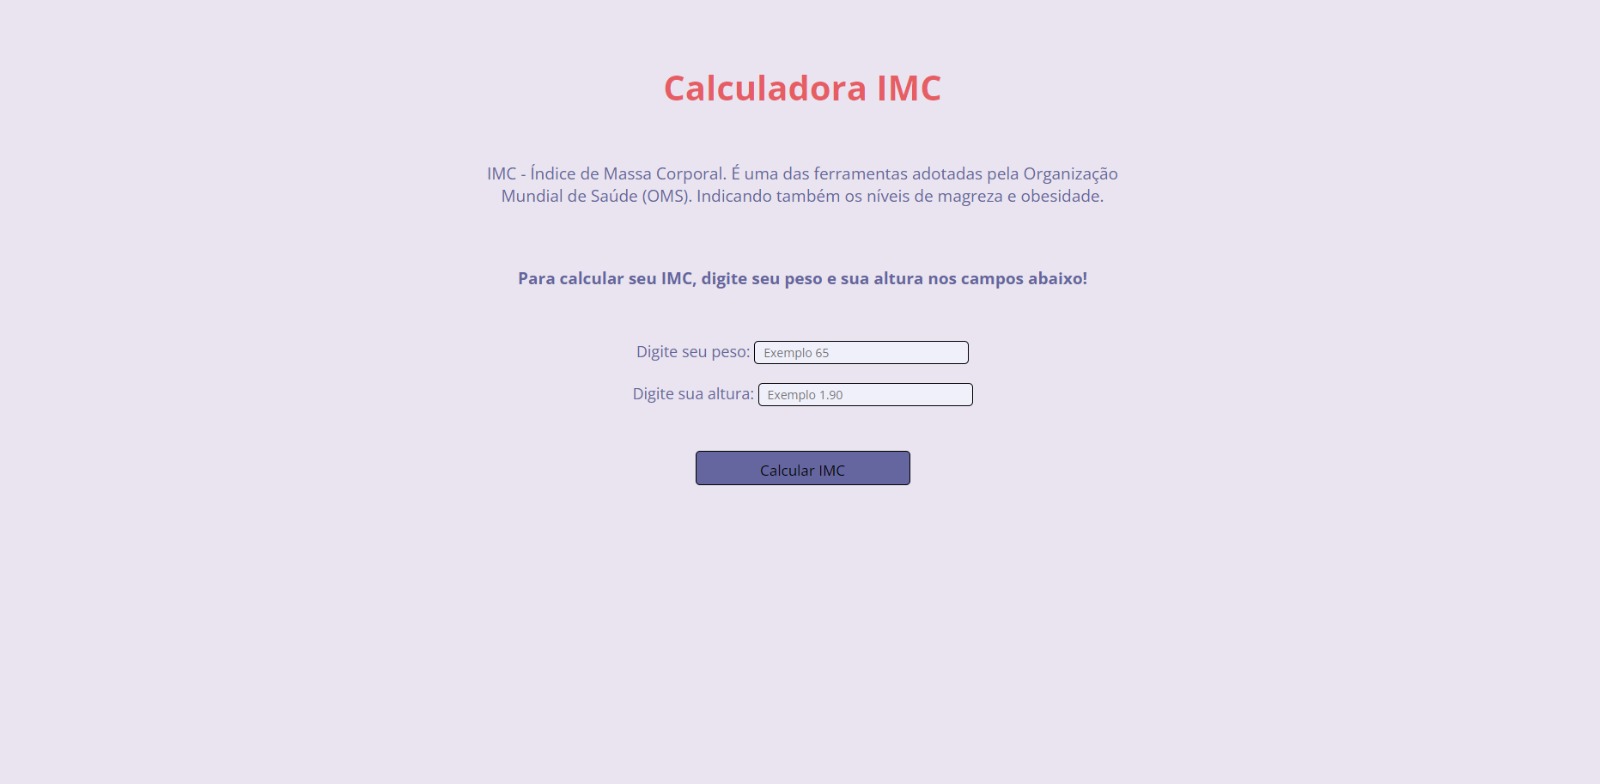 Calculadora IMC
IMC - Índice de Massa Corporal. É uma das ferramentas adotadas pela Organização
Mundial de Saúde (OMS). Indicando também os níveis de magreza e obesidade.
Para calcular seu IMC, digite seu peso e sua altura nos campos abaixo!
Digite seu peso: Exemplo 65
Digite sua altura: Exemplo 1.90
Calcular IMC